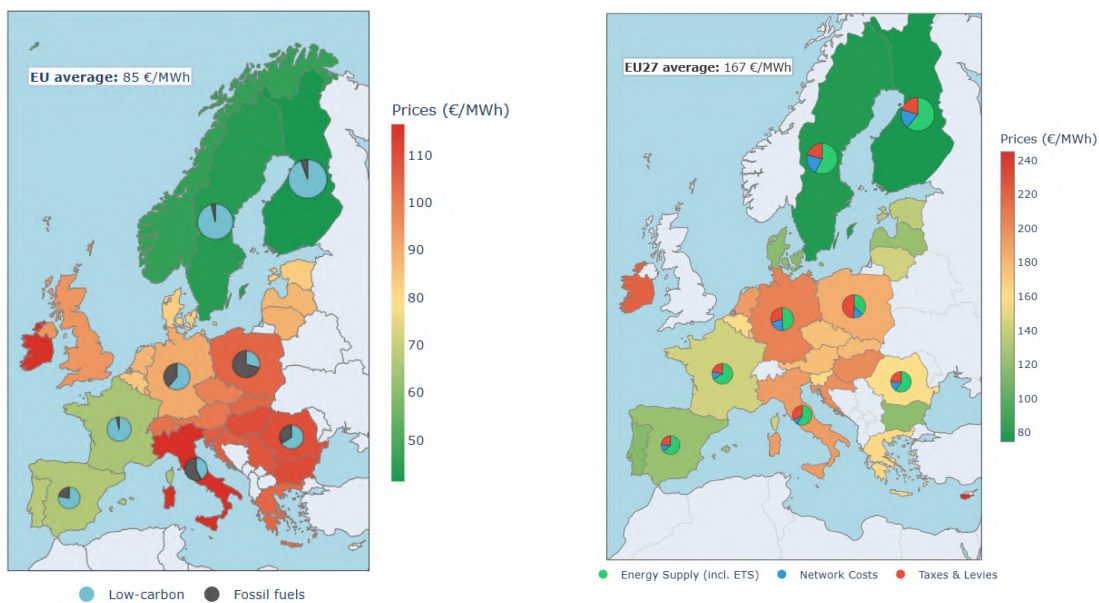 EU average: 85 €/MWh
Prices (€/MWh)
110
100
90
80
70
60
50
Low-carbon
Fossil fuels
EU27 average: 167 €/MWh
Prices (€/MWh)
240
220
200
180
160
140
120
100
80
Energy Supply (incl. ETS)
Network Costs
Taxes & Levies